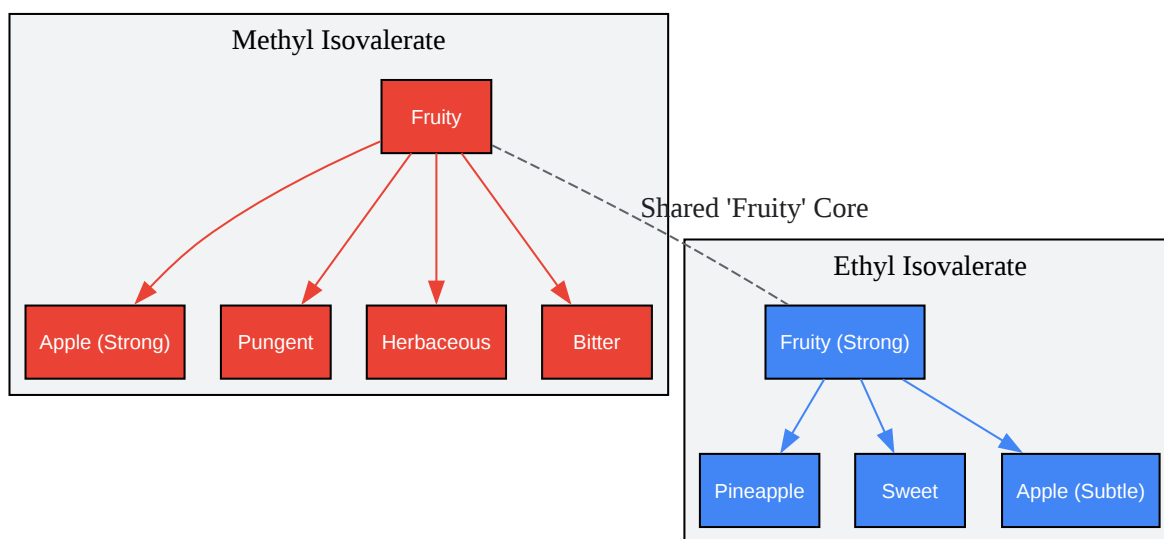 Methyl Isovalerate
Fruity
Shared 'Fruity' Core
Ethyl Isovalerate
Apple (Strong)
Pungent
Herbaceous
Bitter
Fruity (Strong)
Pineapple
Sweet
Apple (Subtle)